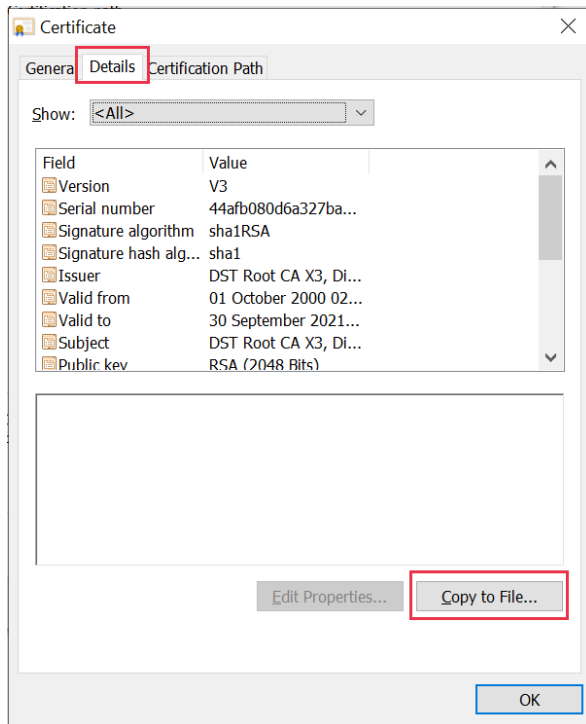 Certificate
General Details Certification Path
Show: <All>
Field Value
Version V3
Serial number 44afb080d6a327ba...
Signature algorithm sha1RSA
Signature hash alg... sha1
Issuer DST Root CA X3, Di...
Valid from 01 October 2000 02...
Valid to 30 September 2021...
Subject DST Root CA X3, Di...
Public key RSA (2048 Bits)
Edit Properties... Copy to File...
OK